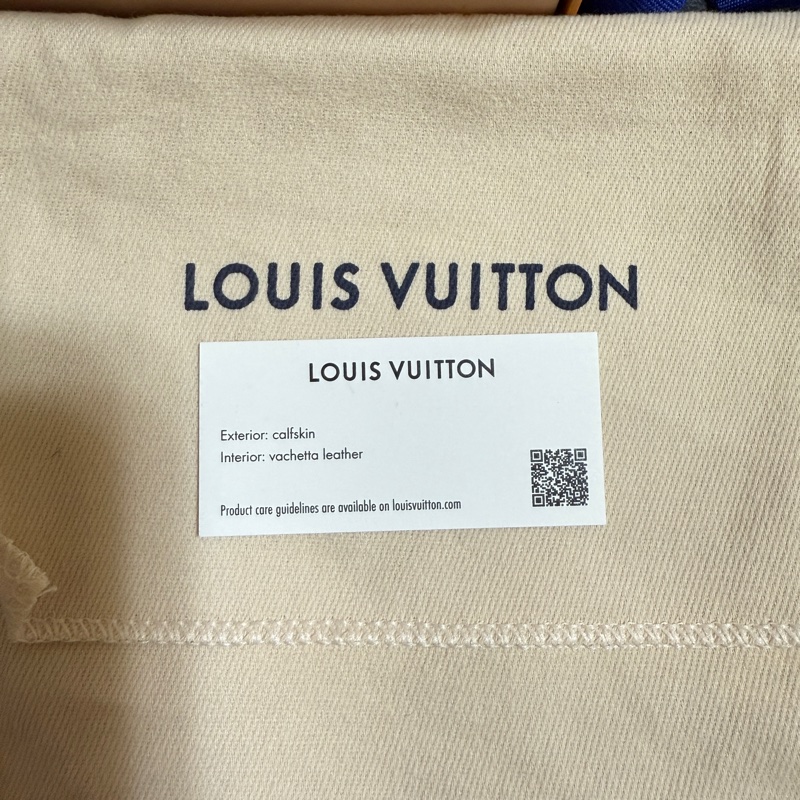 LOUIS VUITTON
LOUIS VUITTON
Exterior: calfskin
Interior: vachetta leather
Product care guidelines are available on louisvuitton.com